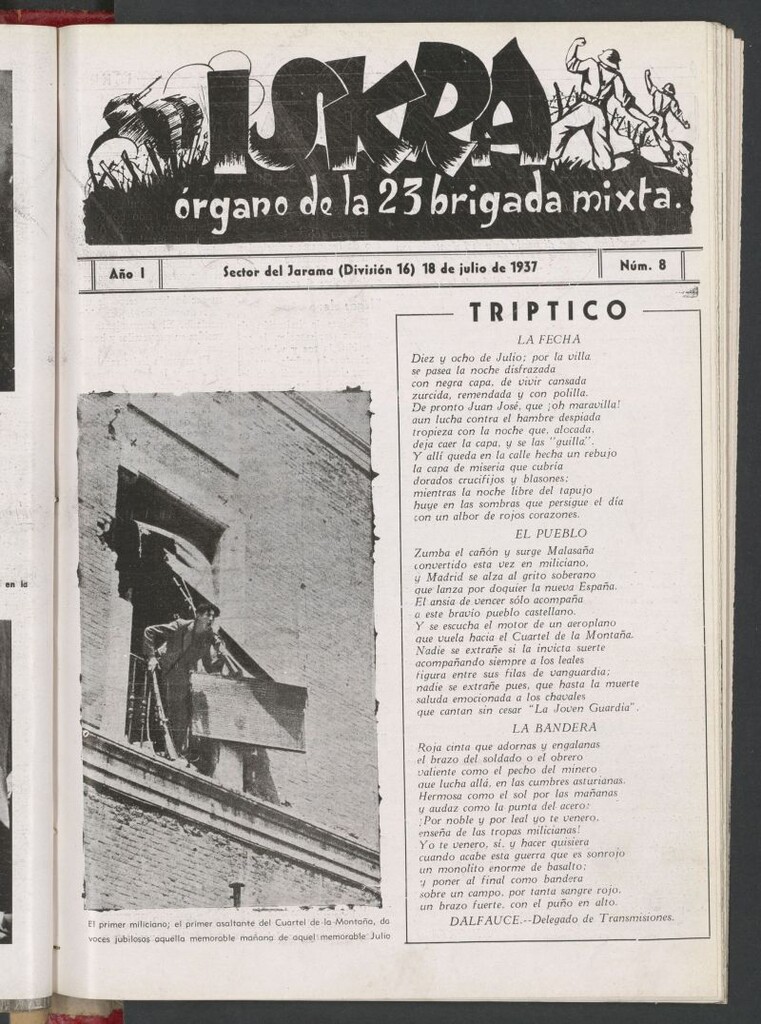 ISKRA
órgano de la 23 brigada mixta.
Año I
Sector del Jarama (División 16) 18 de julio de 1937
Núm. 8
en la
El primer miliciano; el primer asaltante del Cuartel de la Montaña, da
voces jubilosas aquella memorable mañana de aquel memorable Julio
TRIPTICO
LA FECHA
Diez y ocho de Julio; por la villa
se pasea la noche disfrazada
con negra capa, de vivir cansada
zurcida, remendada y con polilla.
De pronto Juan José, que ¡oh maravilla!
aun lucha contra el hambre despiada
tropieza con la noche que, alocada,
deja caer la capa, y se las "guilla".
Y allí queda en la calle hecha un rebujo
la capa de miseria que cubría
dorados crucifijos y blasones;
mientras la noche libre del tapujo
huye en las sombras que persigue el día
con un albor de rojos corazones.
EL PUEBLO
Zumba el cañón y surge Malasaña
convertido esta vez en miliciano,
y Madrid se alza al grito soberano
que lanza por doquier la nueva España.
El ansia de vencer sólo acompaña
a este bravío pueblo castellano.
Y se escucha el motor de un aeroplano
que vuela hacia el Cuartel de la Montaña.
Nadie se extrañe si la invicta suerte
acompañando siempre a los leales
figura entre sus filas de vanguardia;
nadie se extrañe pues, que hasta la muerte
saluda emocionada a los chavales
que cantan sin cesar "La Joven Guardia".
LA BANDERA
Roja cinta que adornas y engalanas
el brazo del soldado o el obrero
valiente como el pecho del minero
que lucha allá, en las cumbres asturianas.
Hermosa como el sol por las mañanas
y audaz como la punta del acero;
¡Por noble y por leal yo te venero,
enseña de las tropas milicianas!
Yo te venero, sí, y hacer quisiera
cuando acabe esta guerra que es sonrojo
un monolito enorme de basalto;
y poner al final como bandera
sobre un campo, por tanta sangre rojo,
un brazo fuerte, con el puño en alto.
DALFAUCE.--Delegado de Transmisiones.